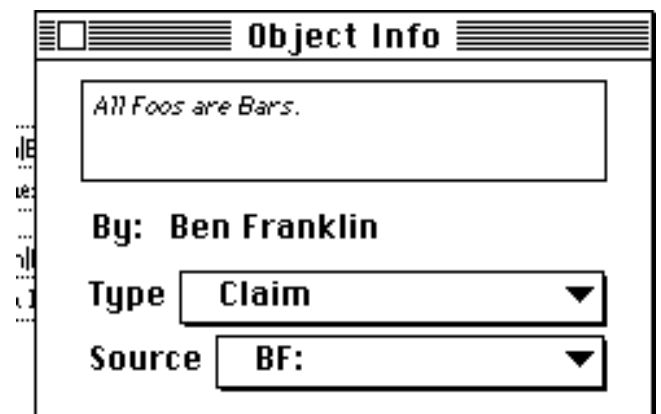 Object Info
All Foos are Bars.
By: Ben Franklin
Type Claim
Source BF: